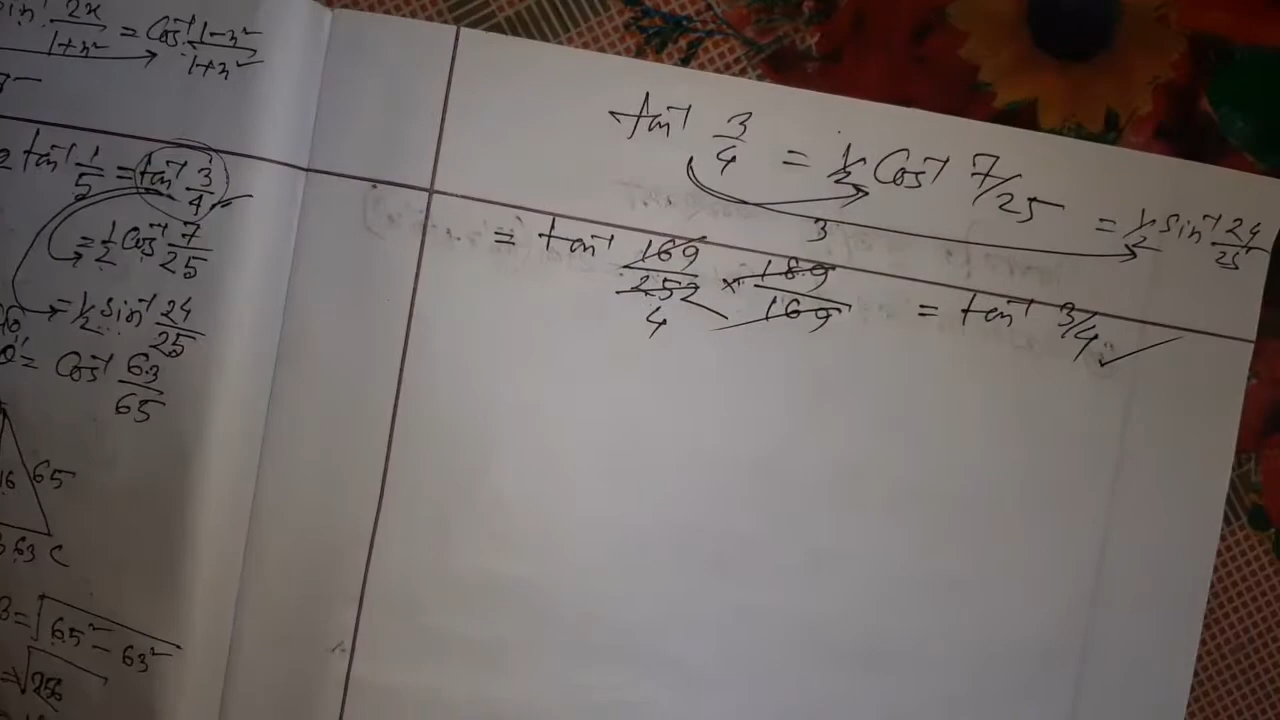 sin⁻¹ 2x/1+x² = Cos⁻¹ 1-x²/1+x²
2 tan⁻¹ 1/5 = tan⁻¹ 3/4
= 1/2 Cos⁻¹ 7/25
= 1/2 sin⁻¹ 24/25
= Cos⁻¹ 63/65
65
16
63 C
= √65² - 63²
= √256
tan⁻¹ 3/4 = 1/2 Cos⁻¹ 7/25 = 1/2 sin⁻¹ 24/25
3
= tan⁻¹ 169/252 × 189/169 = tan⁻¹ 3/4
4